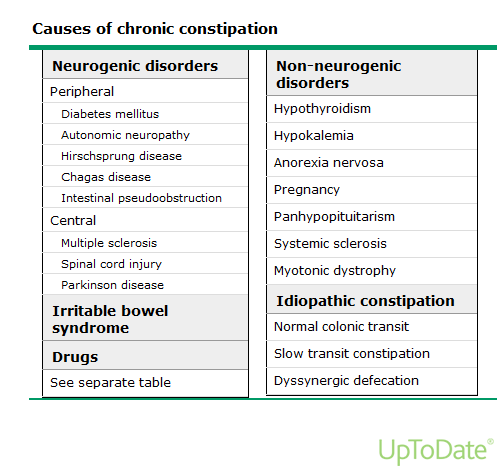 Causes of chronic constipation
Neurogenic disorders
Peripheral
Diabetes mellitus
Autonomic neuropathy
Hirschsprung disease
Chagas disease
Intestinal pseudoobstruction
Central
Multiple sclerosis
Spinal cord injury
Parkinson disease
Irritable bowel
syndrome
Drugs
See separate table
Non-neurogenic
disorders
Hypothyroidism
Hypokalemia
Anorexia nervosa
Pregnancy
Panhypopituitarism
Systemic sclerosis
Myotonic dystrophy
Idiopathic constipation
Normal colonic transit
Slow transit constipation
Dyssynergic defecation
UpToDate®